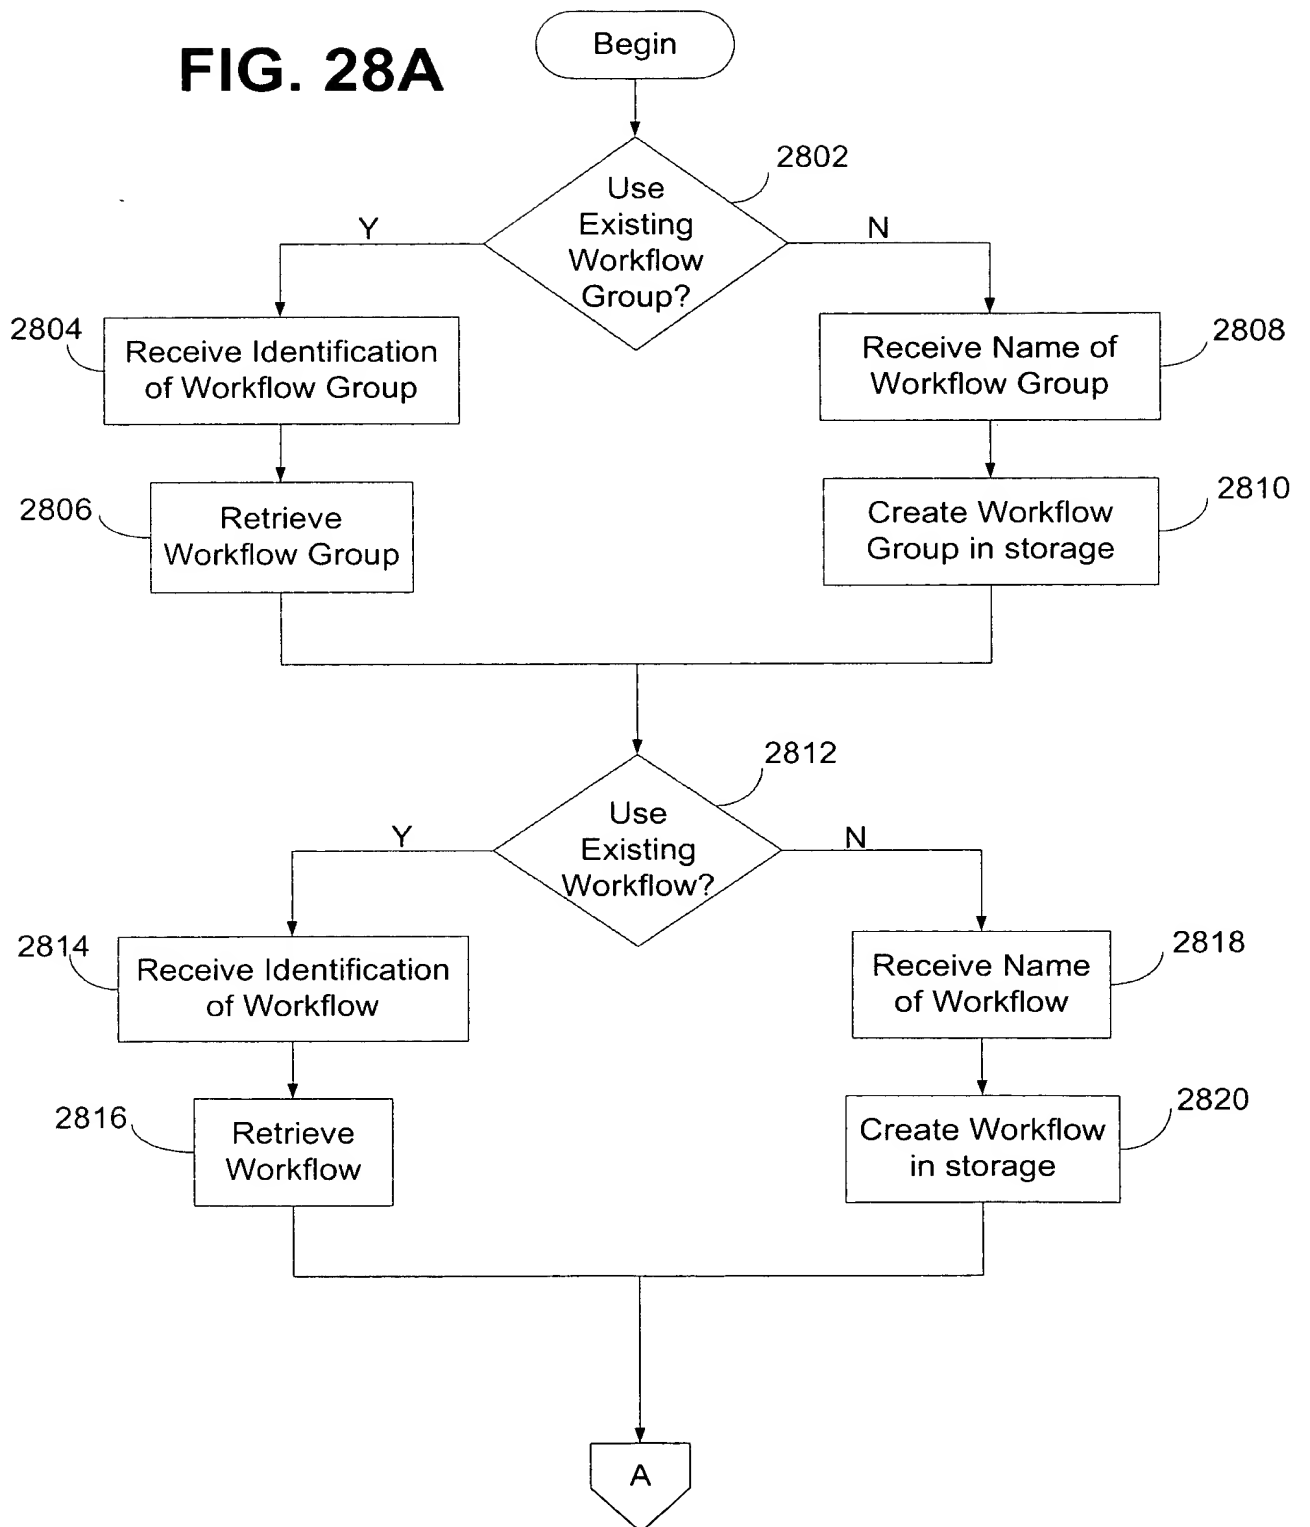 FIG. 28A
Begin
2802
Use
Existing
Workflow
Group?
Y
N
2804
Receive Identification
of Workflow Group
2808
Receive Name of
Workflow Group
2806
Retrieve
Workflow Group
2810
Create Workflow
Group in storage
2812
Use
Existing
Workflow?
Y
N
2814
Receive Identification
of Workflow
2818
Receive Name
of Workflow
2816
Retrieve
Workflow
2820
Create Workflow
in storage
A